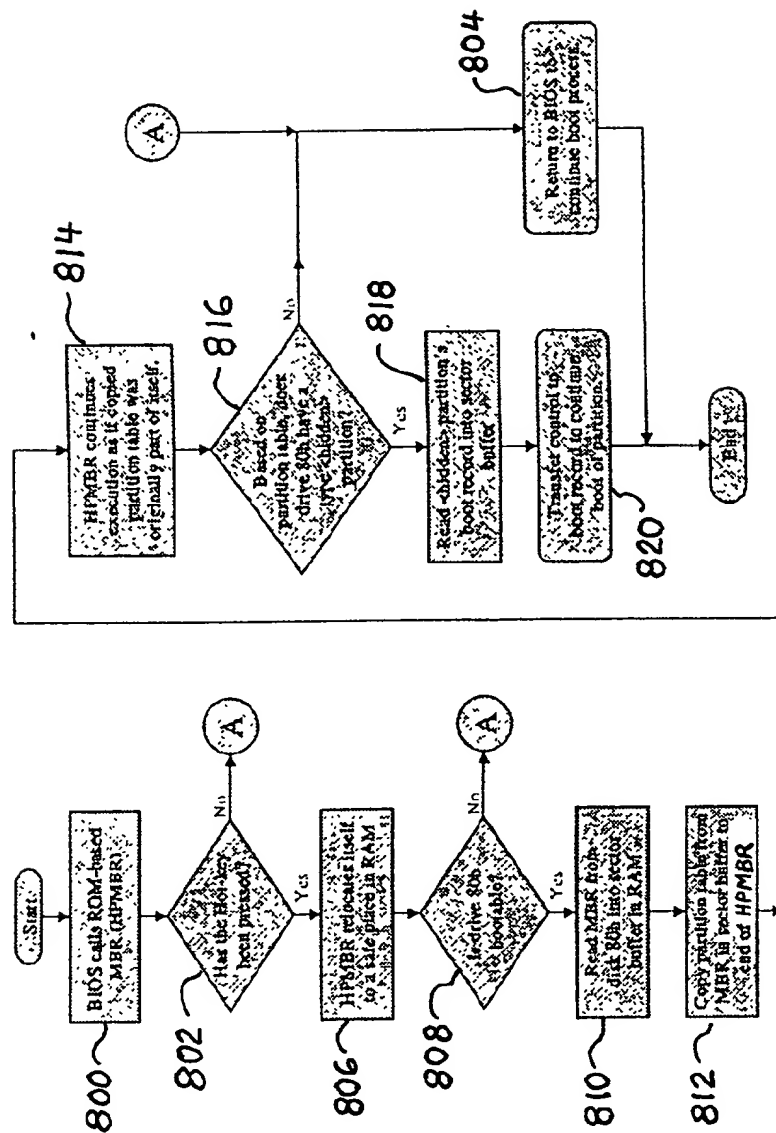 Start
800
BIOS calls ROM-based
MBR (HPMBR)
802
Has the Hot-key
been pressed?
No
A
Yes
806
HPMBR relocates itself
to a safe place in RAM
808
Is drive 80h
bootable?
No
A
Yes
810
Read MBR from
disk 80h into sector
buffer in RAM
812
Copy partition table from
MBR in sector buffer to
end of HPMBR
814
HPMBR continues
execution as if copied
partition table was
originally part of itself.
816
Based on
partition table, does
drive 80h have a
type <hidden>
partition?
No
A
Yes
818
Read <hidden> partition's
boot record into sector
buffer
820
Transfer control to
boot record to continue
boot of partition.
804
Return to BIOS to
continue boot process.
End